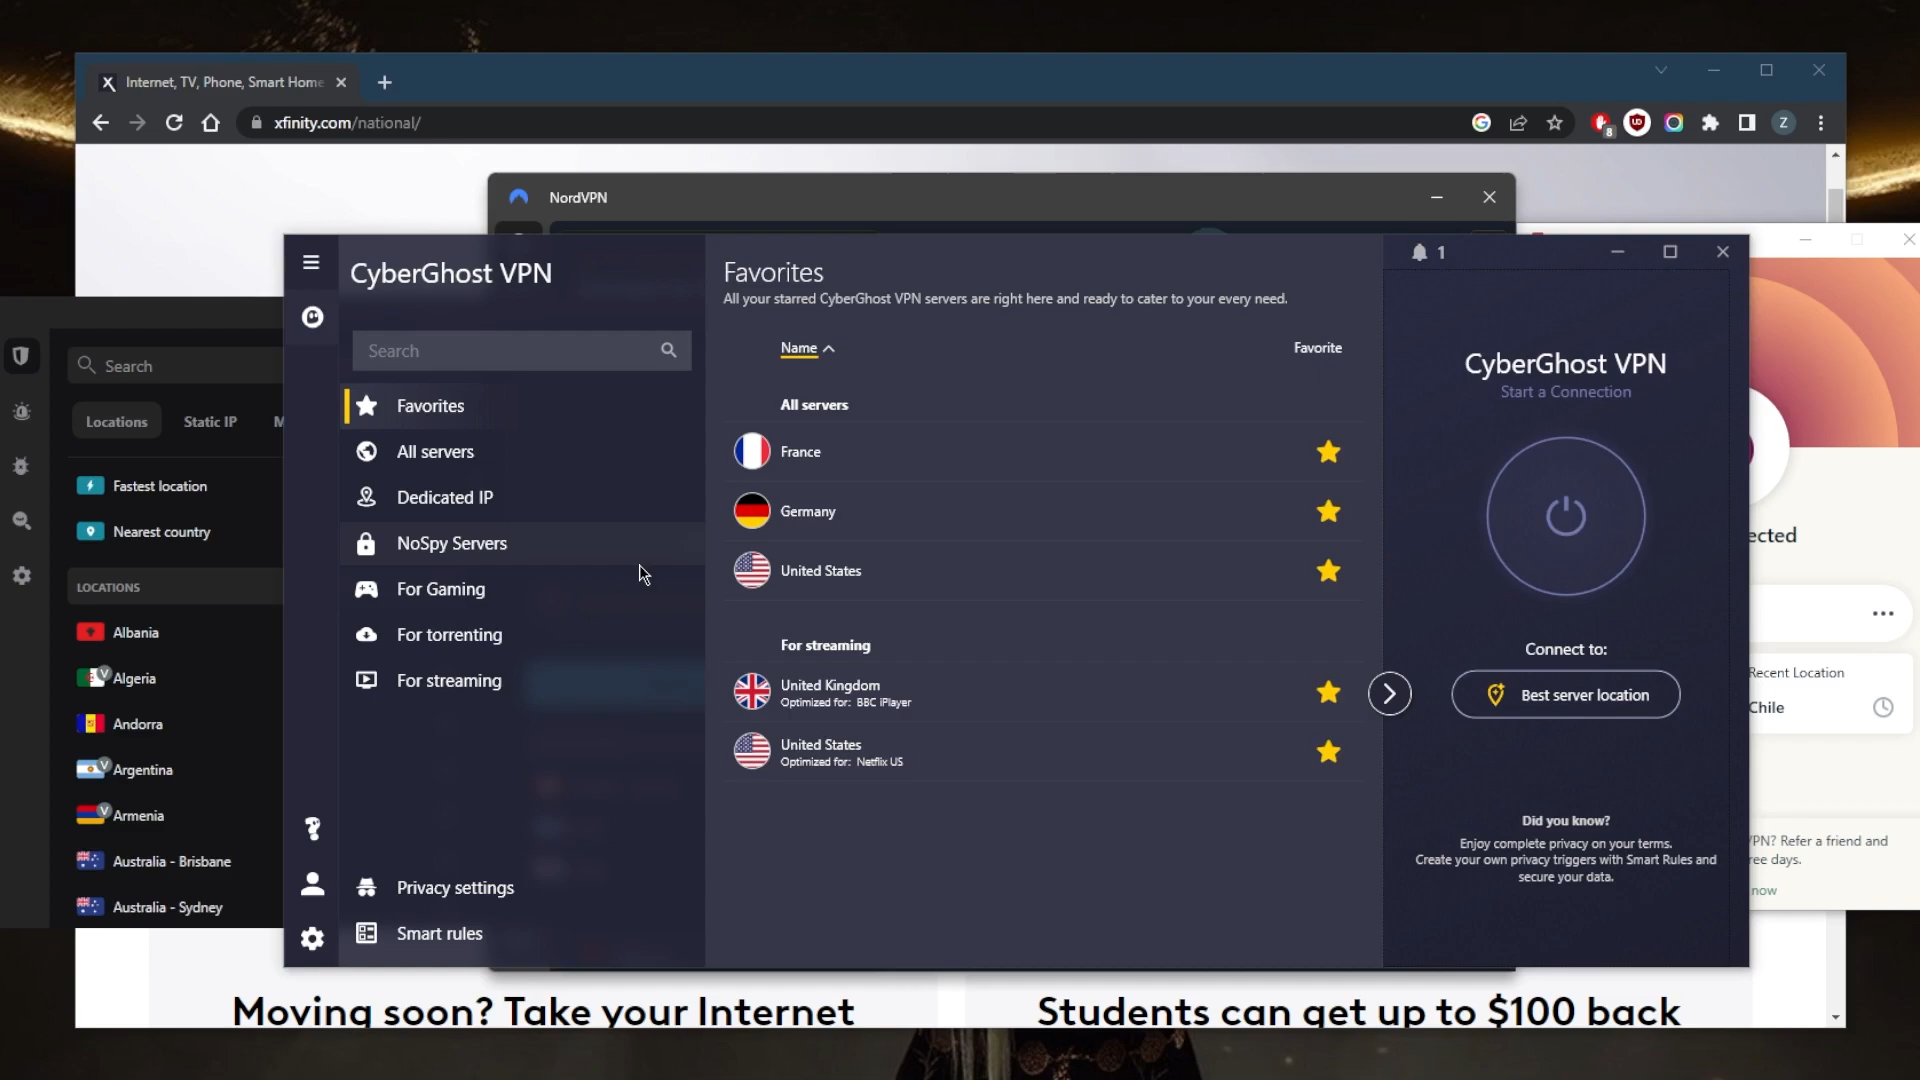 Internet, TV, Phone, Smart Home
xfinity.com/national/
8
Z
NordVPN
CyberGhost VPN
Search
Favorites
All servers
Dedicated IP
NoSpy Servers
For Gaming
For torrenting
For streaming
Privacy settings
Smart rules
Favorites
All your starred CyberGhost VPN servers are right here and ready to cater to your every need.
Name
Favorite
All servers
France
Germany
United States
For streaming
United Kingdom
Optimized for: BBC iPlayer
United States
Optimized for: Netflix US
1
CyberGhost VPN
Start a Connection
Connect to:
Best server location
Did you know?
Enjoy complete privacy on your terms.
Create your own privacy triggers with Smart Rules and
secure your data.
Search
Locations
Static IP
M
Fastest location
Nearest country
LOCATIONS
Albania
Algeria
Andorra
Argentina
Armenia
Australia - Brisbane
Australia - Sydney
ected
Recent Location
Chile
VPN? Refer a friend and
ree days.
now
Moving soon? Take your Internet
Students can get up to $100 back